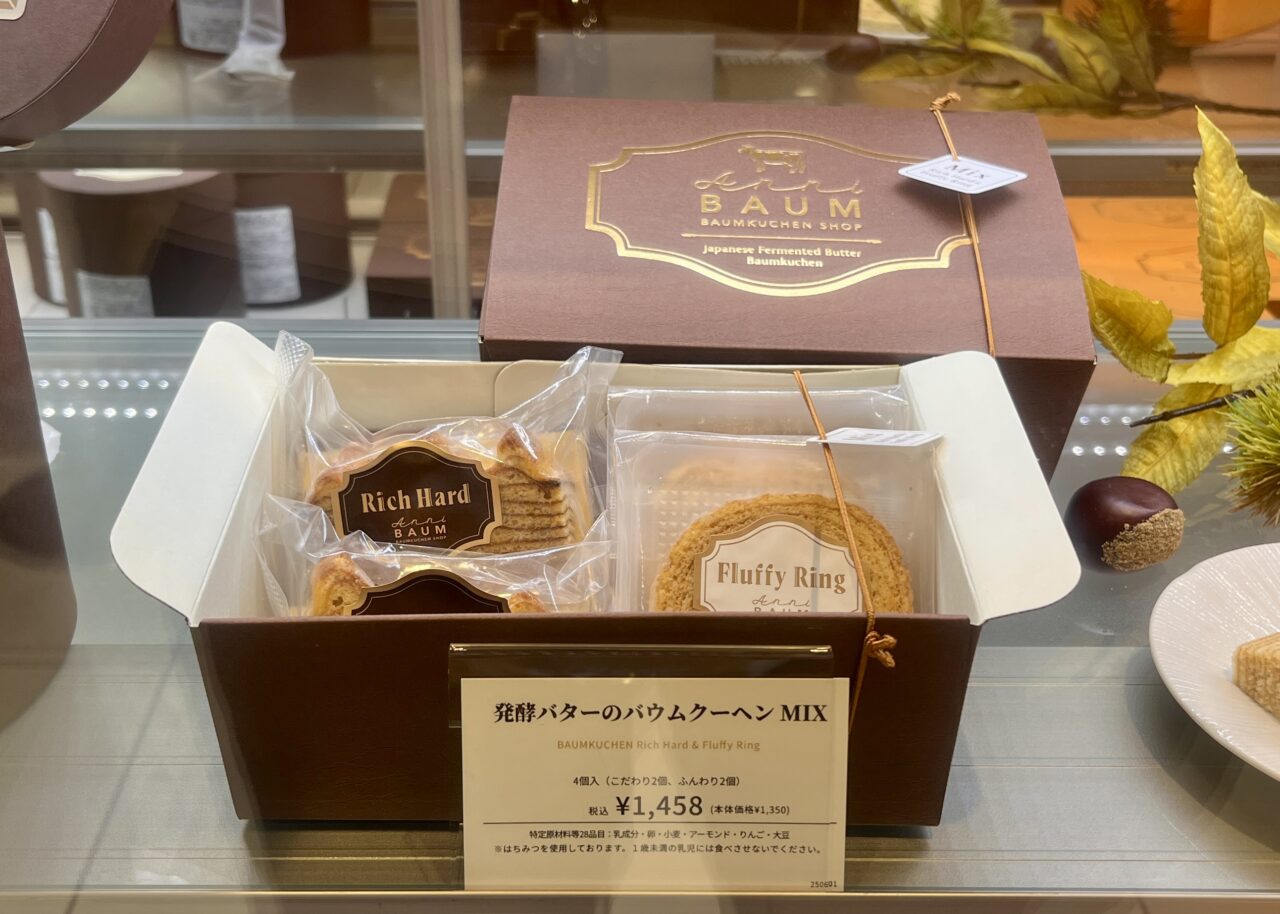 Anni
BAUM
BAUMKUCHEN SHOP
Japanese Fermented Butter
Baumkuchen
Mix
Rich Hard
Fluffy Ring
Rich Hard
Anni
BAUM
BAUMKUCHEN SHOP
Fluffy Ring
Anni
BAUM
発酵バターのバウムクーヘン MIX
BAUMKUCHEN Rich Hard & Fluffy Ring
4個入(こだわり2個、ふんわり2個)
税込 ¥1,458 (本体価格¥1,350)
特定原材料等28品目:乳成分・卵・小麦・アーモンド・りんご・大豆
※はちみつを使用しております。1歳未満の乳児には食べさせないでください。
250601